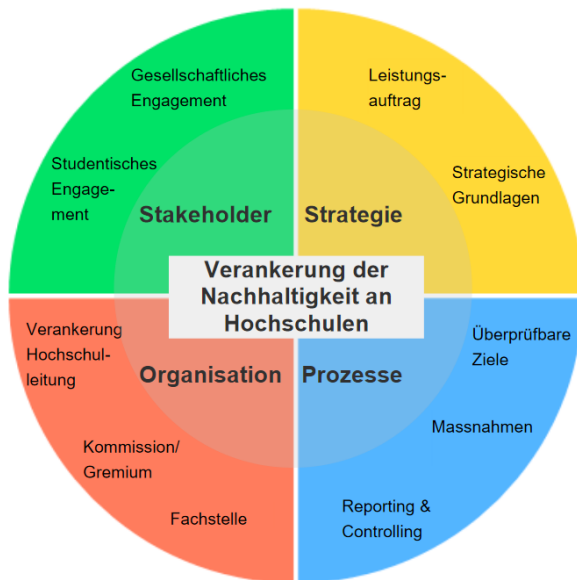 Gesellschaftliches
Engagement
Studentisches
Engage-
ment
Stakeholder
Leistungs-
auftrag
Strategische
Grundlagen
Strategie
Verankerung der
Nachhaltigkeit an
Hochschulen
Verankerung
Hochschul-
leitung
Organisation
Kommission/
Gremium
Fachstelle
Prozesse
Überprüfbare
Ziele
Massnahmen
Reporting &
Controlling